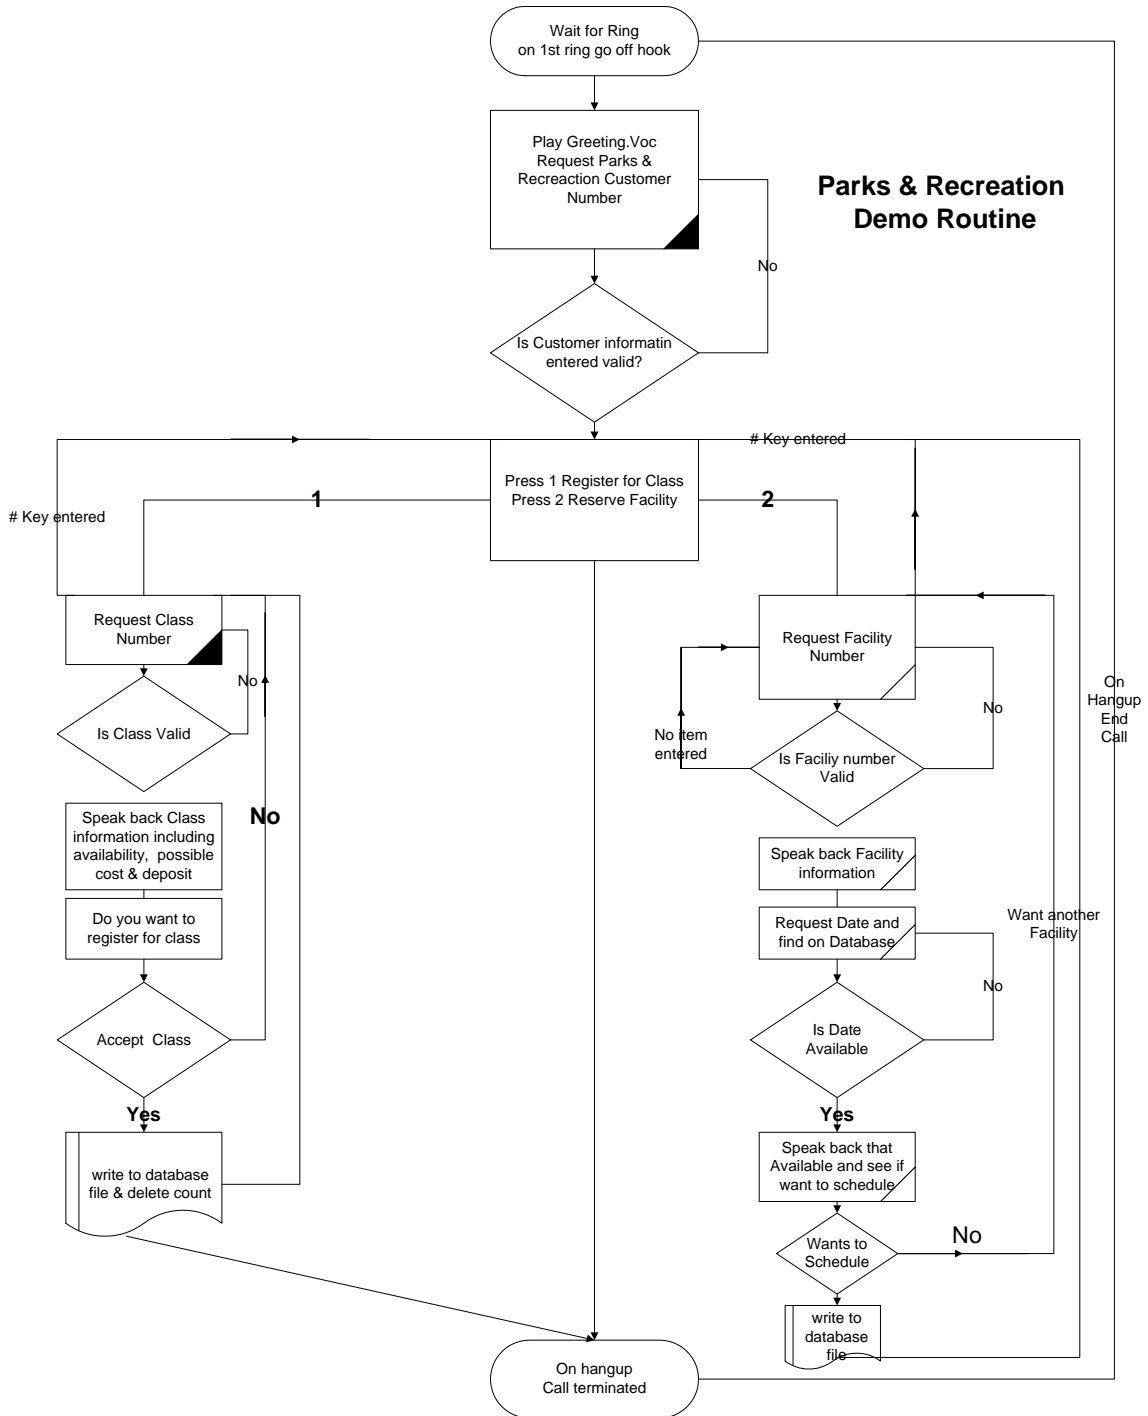 Wait for Ring
on 1st ring go off hook
Play Greeting.Voc
Request Parks &
Recreaction Customer
Number
Parks & Recreation
Demo Routine
No
Is Customer informatin
entered valid?
# Key entered
Press 1 Register for Class
Press 2 Reserve Facility
1
2
# Key entered
Request Class
Number
No
Is Class Valid
Speak back Class
information including
availability, possible
cost & deposit
No
Do you want to
register for class
Accept Class
Yes
write to database
file & delete count
Request Facility
Number
No
No item
entered
Is Faciliy number
Valid
Speak back Facility
information
Request Date and
find on Database
No
Want another
Facility
Is Date
Available
Yes
Speak back that
Available and see if
want to schedule
Wants to
Schedule
No
write to
database
file
On
Hangup
End
Call
On hangup
Call terminated